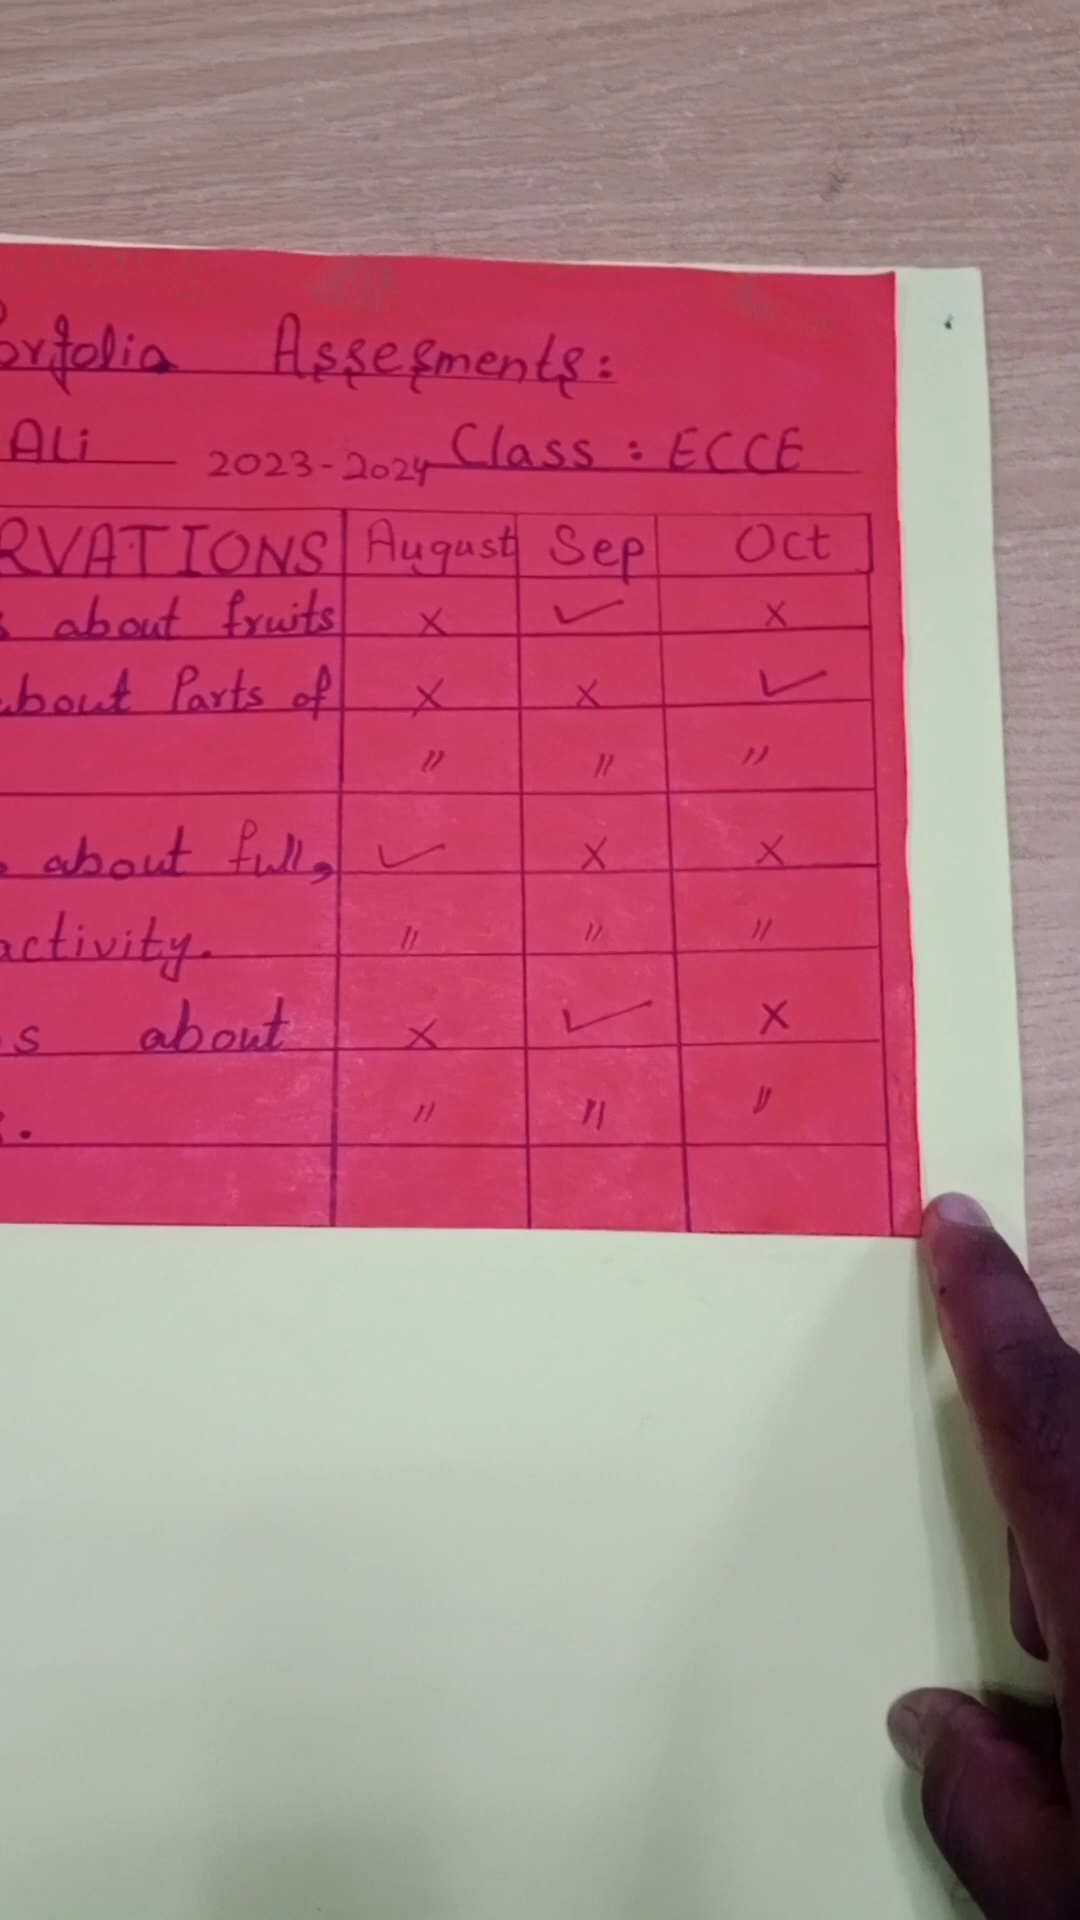 orfolia Assesments:
Ali 2023-2024 Class : ECCE
RVATIONS August Sep Oct
s about fruits x ✓ x
bout Parts of x x ✓
" " "
about full, ✓ x x
activity. " " "
s about x ✓ x
. " " "